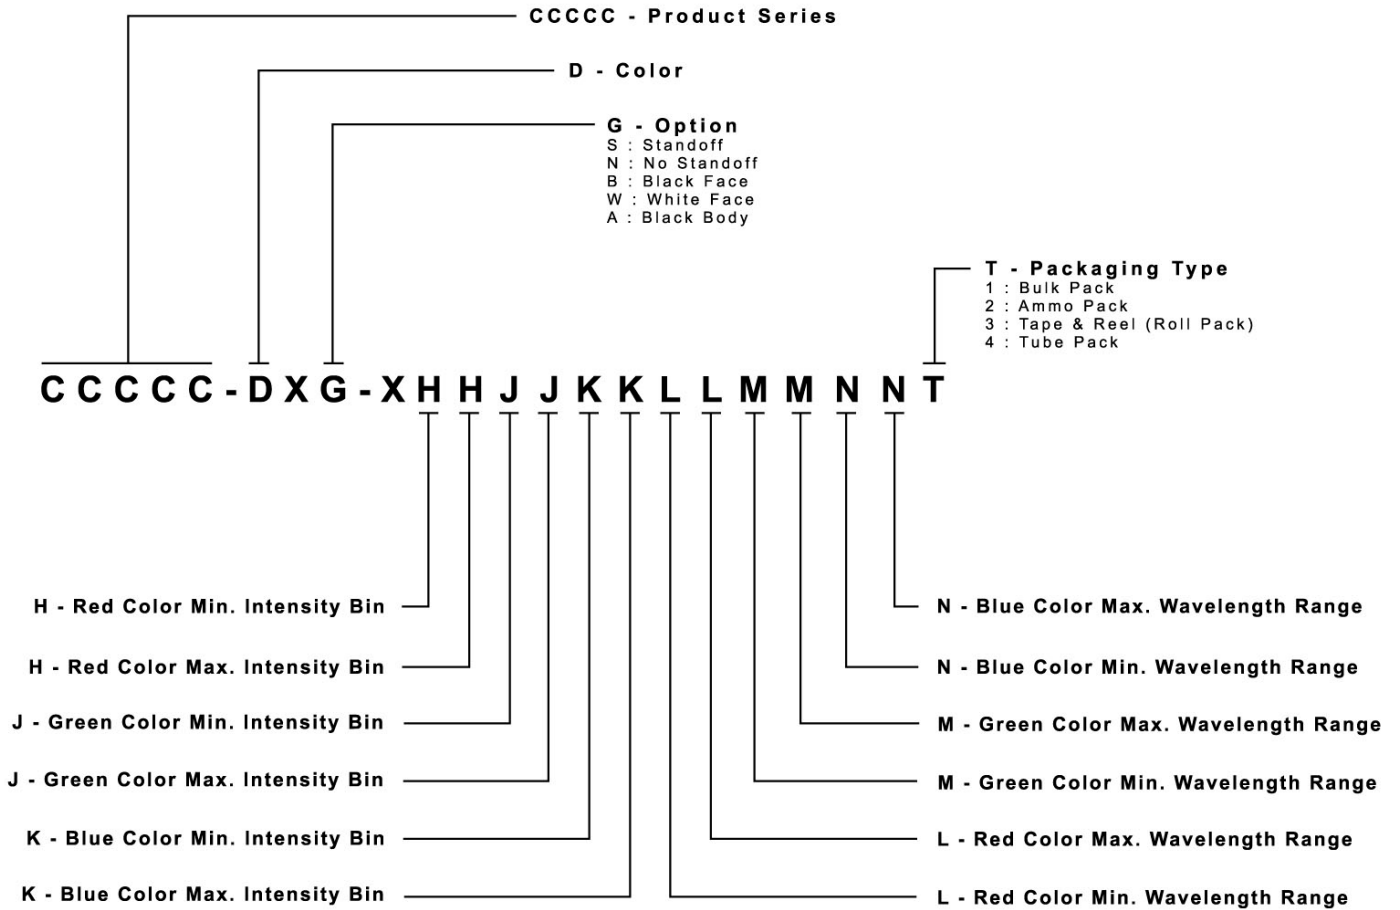 CCCCC - Product Series
D - Color
G - Option
S : Standoff
N : No Standoff
B : Black Face
W : White Face
A : Black Body
T - Packaging Type
1 : Bulk Pack
2 : Ammo Pack
3 : Tape & Reel (Roll Pack)
4 : Tube Pack
CCCCC-DXG-XHHJJKKLLMMNNT
H - Red Color Min. Intensity Bin
H - Red Color Max. Intensity Bin
J - Green Color Min. Intensity Bin
J - Green Color Max. Intensity Bin
K - Blue Color Min. Intensity Bin
K - Blue Color Max. Intensity Bin
N - Blue Color Max. Wavelength Range
N - Blue Color Min. Wavelength Range
M - Green Color Max. Wavelength Range
M - Green Color Min. Wavelength Range
L - Red Color Max. Wavelength Range
L - Red Color Min. Wavelength Range